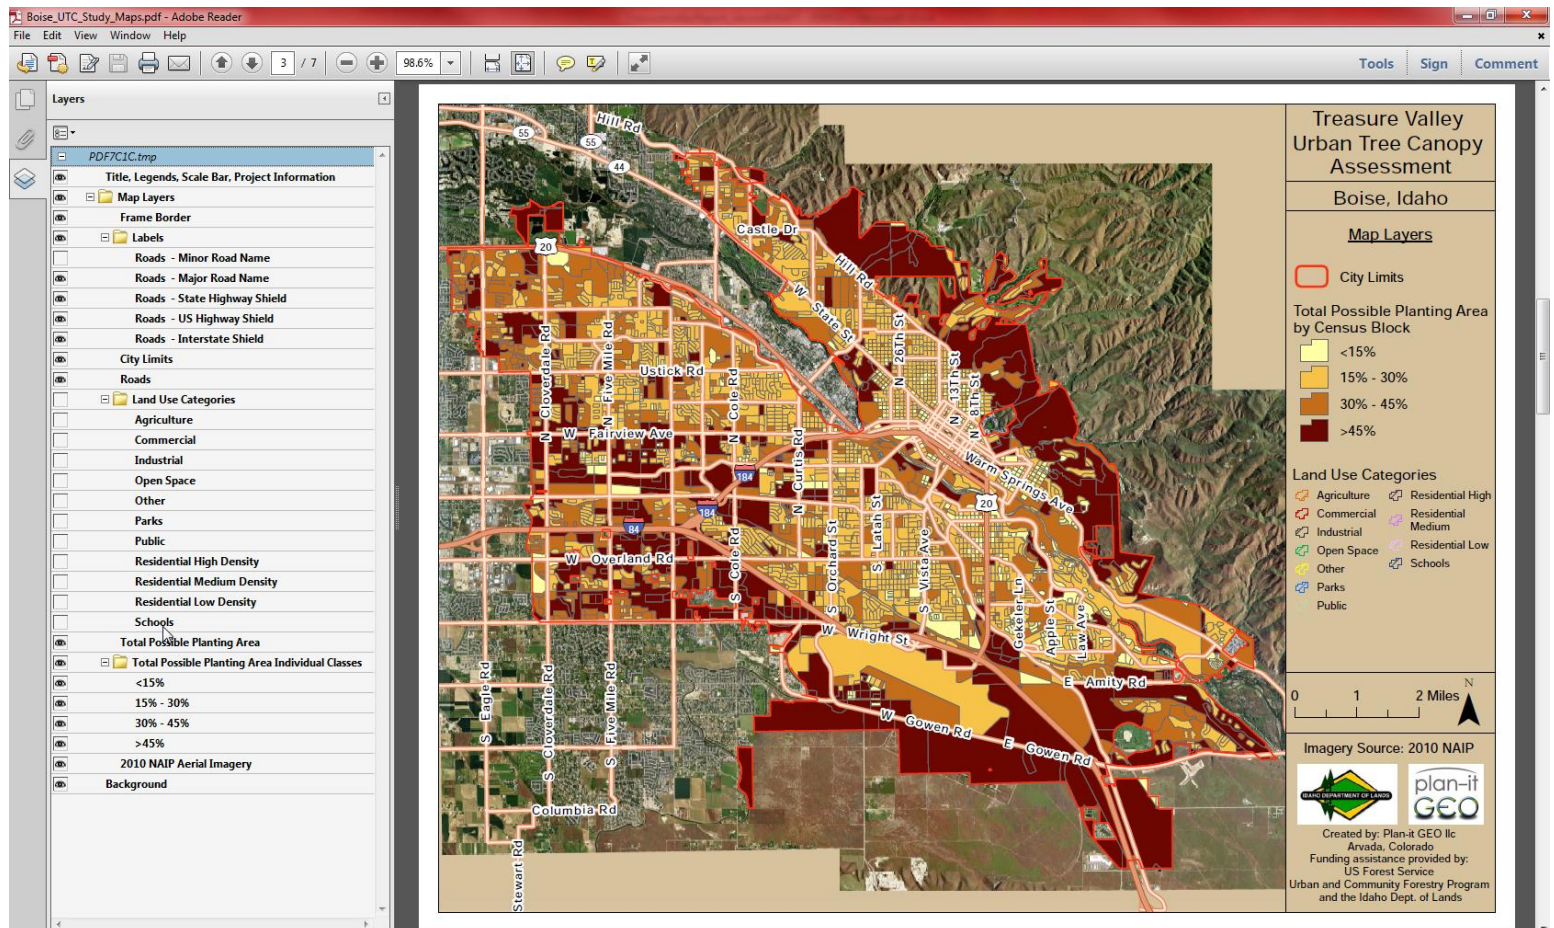 Boise_UTC_Study_Maps.pdf - Adobe Reader
File Edit View Window Help
3 / 7 98.6% Tools Sign Comment
Layers
PDF7C1C.tmp
Title, Legends, Scale Bar, Project Information
Map Layers
Frame Border
Labels
Roads - Minor Road Name
Roads - Major Road Name
Roads - State Highway Shield
Roads - US Highway Shield
Roads - Interstate Shield
City Limits
Roads
Land Use Categories
Agriculture
Commercial
Industrial
Open Space
Other
Parks
Public
Residential High Density
Residential Medium Density
Residential Low Density
Schools
Total Possible Planting Area
Total Possible Planting Area Individual Classes
<15%
15% - 30%
30% - 45%
>45%
2010 NAIP Aerial Imagery
Background
Hill Rd
55
55
44
Castle Dr
20
Hill Rd
W State St
N 26Th St
N 13Th St
N 8Th St
N Cloverdale Rd
N Five Mile Rd
Ustick Rd
N Cole Rd
W Fairview Ave
N Curtis Rd
184
184
84
Warm Springs Ave
20
W Overland Rd
S Cole Rd
S Orchard St
S Latah St
S Vista Ave
Gekeler Ln
Apple St
Law Ave
W Wright St
E Amity Rd
S Eagle Rd
S Cloverdale Rd
S Five Mile Rd
W Gowen Rd
E Gowen Rd
Columbia Rd
Stewart Rd
Treasure Valley
Urban Tree Canopy
Assessment
Boise, Idaho
Map Layers
City Limits
Total Possible Planting Area
by Census Block
<15%
15% - 30%
30% - 45%
>45%
Land Use Categories
Agriculture
Commercial
Industrial
Open Space
Other
Parks
Public
Residential High
Residential
Medium
Residential Low
Schools
0 1 2 Miles
N
Imagery Source: 2010 NAIP
IDAHO DEPARTMENT OF LANDS
plan-it
GEO
Created by: Plan-it GEO llc
Arvada, Colorado
Funding assistance provided by:
US Forest Service
Urban and Community Forestry Program
and the Idaho Dept. of Lands